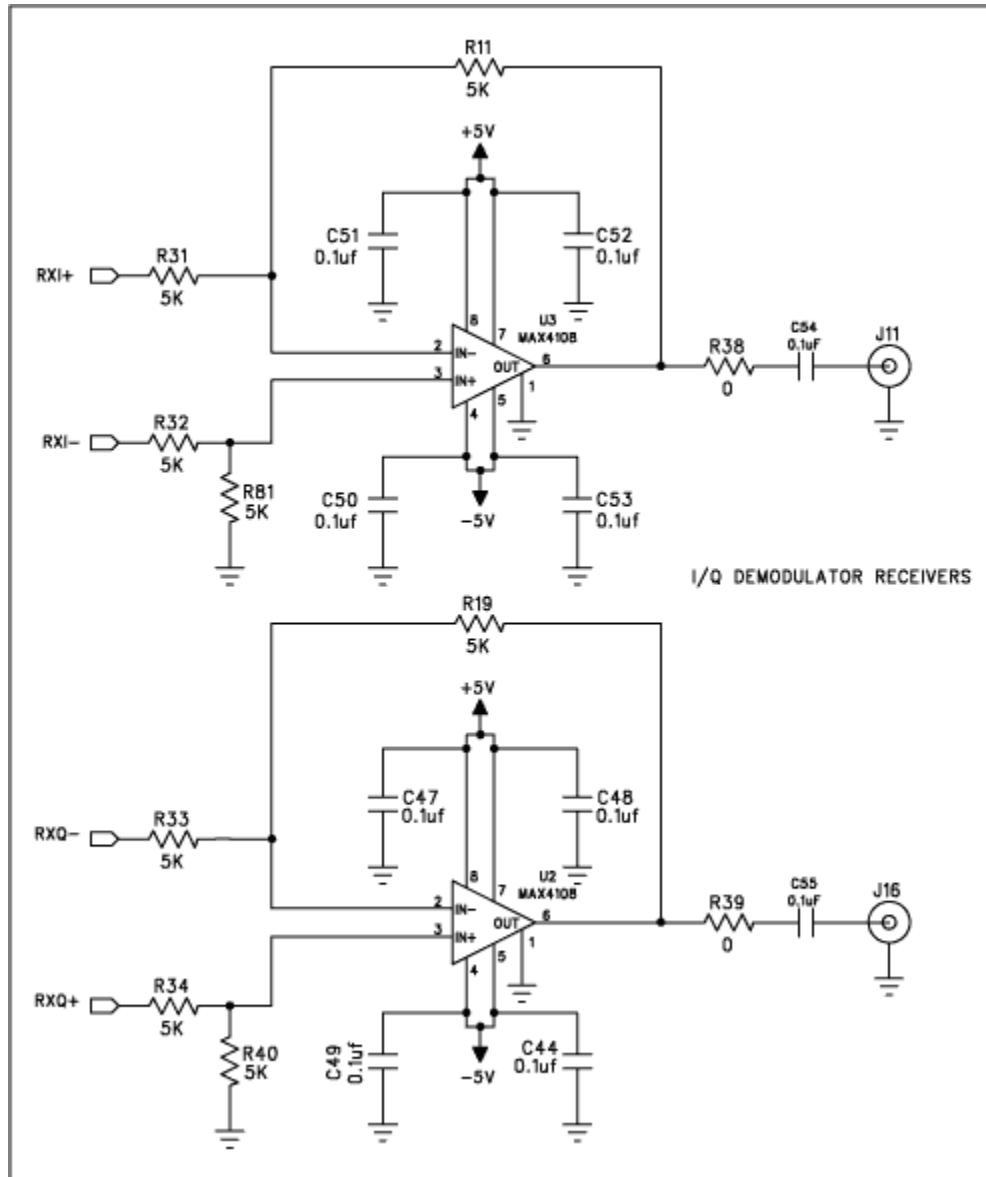 R11
5K
+5V
C51
0.1uf
C52
0.1uf
RXI+
R31
5K
8
7
U3
MAX4108
2
IN-
OUT
6
3
IN+
1
4
5
R38
0
C54
0.1uF
J11
RXI-
R32
5K
R81
5K
C50
0.1uf
-5V
C53
0.1uf
I/Q DEMODULATOR RECEIVERS
R19
5K
+5V
C47
0.1uf
C48
0.1uf
RXQ-
R33
5K
8
7
U2
MAX4108
2
IN-
OUT
6
3
IN+
1
4
5
R39
0
C55
0.1uF
J16
RXQ+
R34
5K
R40
5K
C49
0.1uf
-5V
C44
0.1uf